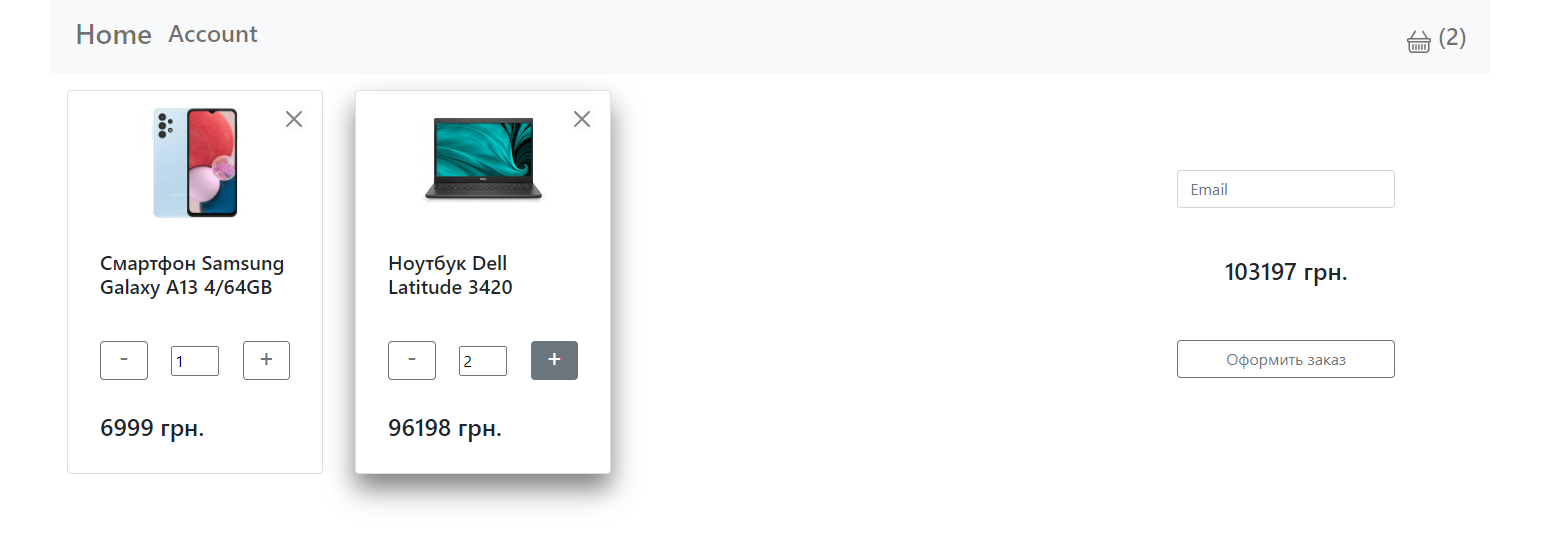 Home Account (2)
Смартфон Samsung
Galaxy A13 4/64GB
- 1 +
6999 грн.
Ноутбук Dell
Latitude 3420
- 2 +
96198 грн.
Email
103197 грн.
Оформить заказ